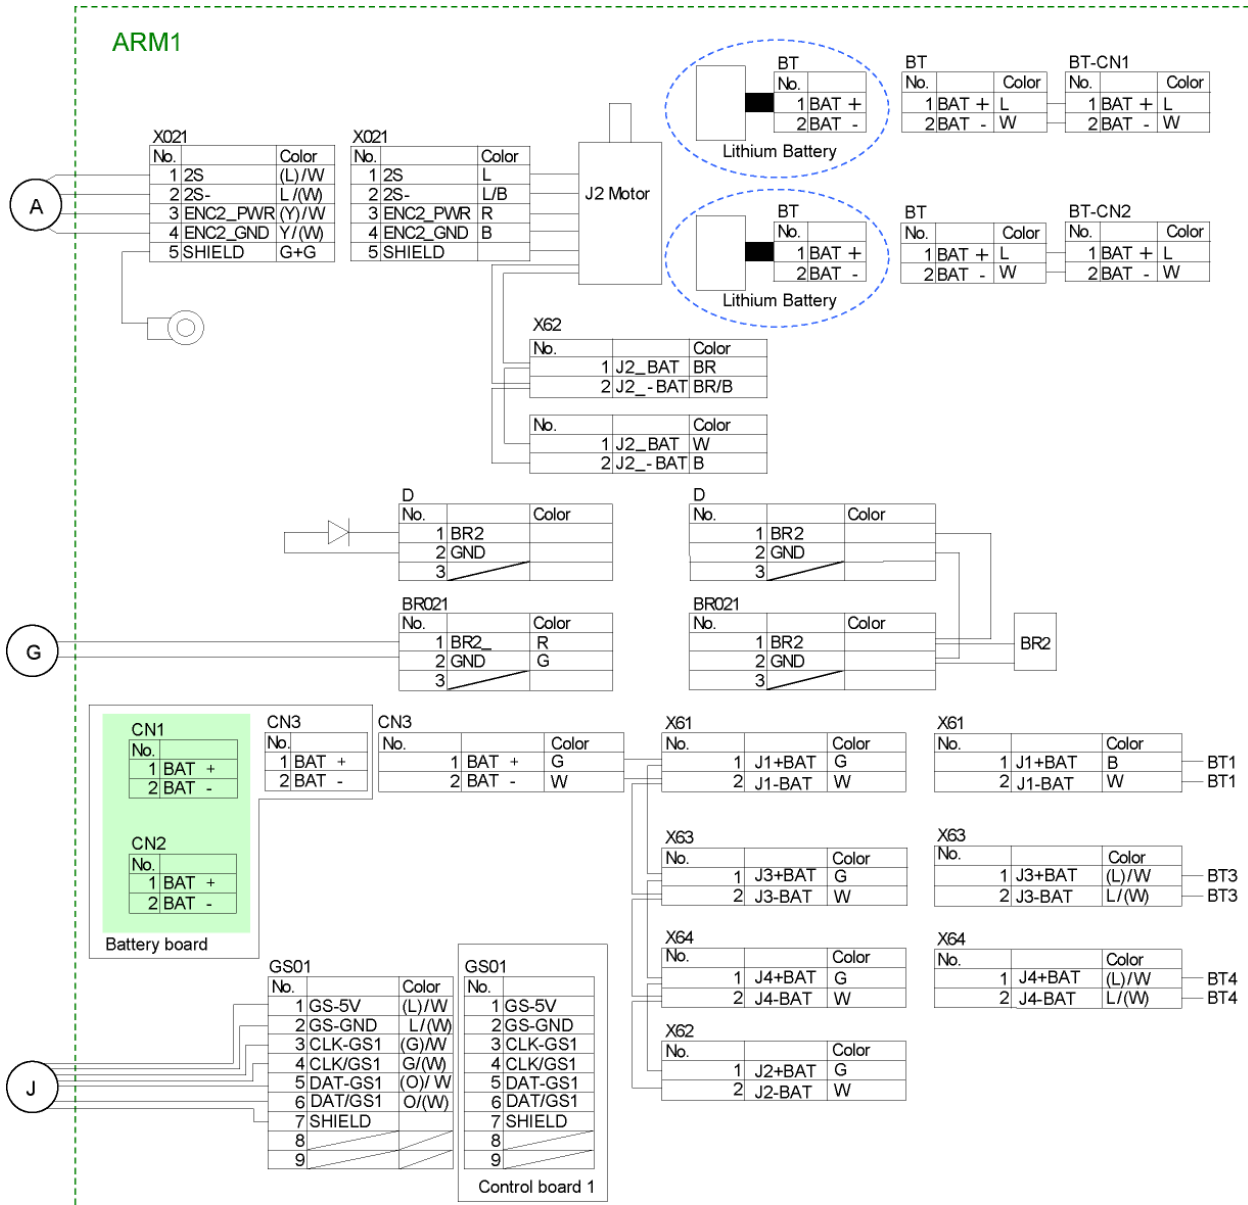 ARM1
BT
No.
1 BAT +
2 BAT -
Lithium Battery
BT
No. Color
1 BAT + L
2 BAT - W
BT-CN1
No. Color
1 BAT + L
2 BAT - W
X021
No. Color
1 2S (L)/W
2 2S- L/(W)
3 ENC2_PWR (Y)/W
4 ENC2_GND Y/(W)
5 SHIELD G+G
X021
No. Color
1 2S L
2 2S- L/B
3 ENC2_PWR R
4 ENC2_GND B
5 SHIELD
J2 Motor
A
BT
No.
1 BAT +
2 BAT -
Lithium Battery
BT
No. Color
1 BAT + L
2 BAT - W
BT-CN2
No. Color
1 BAT + L
2 BAT - W
X62
No. Color
1 J2_BAT BR
2 J2_-BAT BR/B
No. Color
1 J2_BAT W
2 J2_-BAT B
D
No. Color
1 BR2
2 GND
3
D
No. Color
1 BR2
2 GND
3
G
BR021
No. Color
1 BR2_ R
2 GND G
3
BR021
No. Color
1 BR2
2 GND
3
BR2
CN1
No.
1 BAT +
2 BAT -
CN3
No.
1 BAT +
2 BAT -
CN3
No. Color
1 BAT + G
2 BAT - W
X61
No. Color
1 J1+BAT G
2 J1-BAT W
X61
No. Color
1 J1+BAT B BT1
2 J1-BAT W BT1
CN2
No.
1 BAT +
2 BAT -
Battery board
X63
No. Color
1 J3+BAT G
2 J3-BAT W
X63
No. Color
1 J3+BAT (L)/W BT3
2 J3-BAT L/(W) BT3
X64
No. Color
1 J4+BAT G
2 J4-BAT W
X64
No. Color
1 J4+BAT (L)/W BT4
2 J4-BAT L/(W) BT4
X62
No. Color
1 J2+BAT G
2 J2-BAT W
J
GS01
No. Color
1 GS-5V (L)/W
2 GS-GND L/(W)
3 CLK-GS1 (G)/W
4 CLK/GS1 G/(W)
5 DAT-GS1 (O)/W
6 DAT/GS1 O/(W)
7 SHIELD
8
9
GS01
No.
1 GS-5V
2 GS-GND
3 CLK-GS1
4 CLK/GS1
5 DAT-GS1
6 DAT/GS1
7 SHIELD
8
9
Control board 1